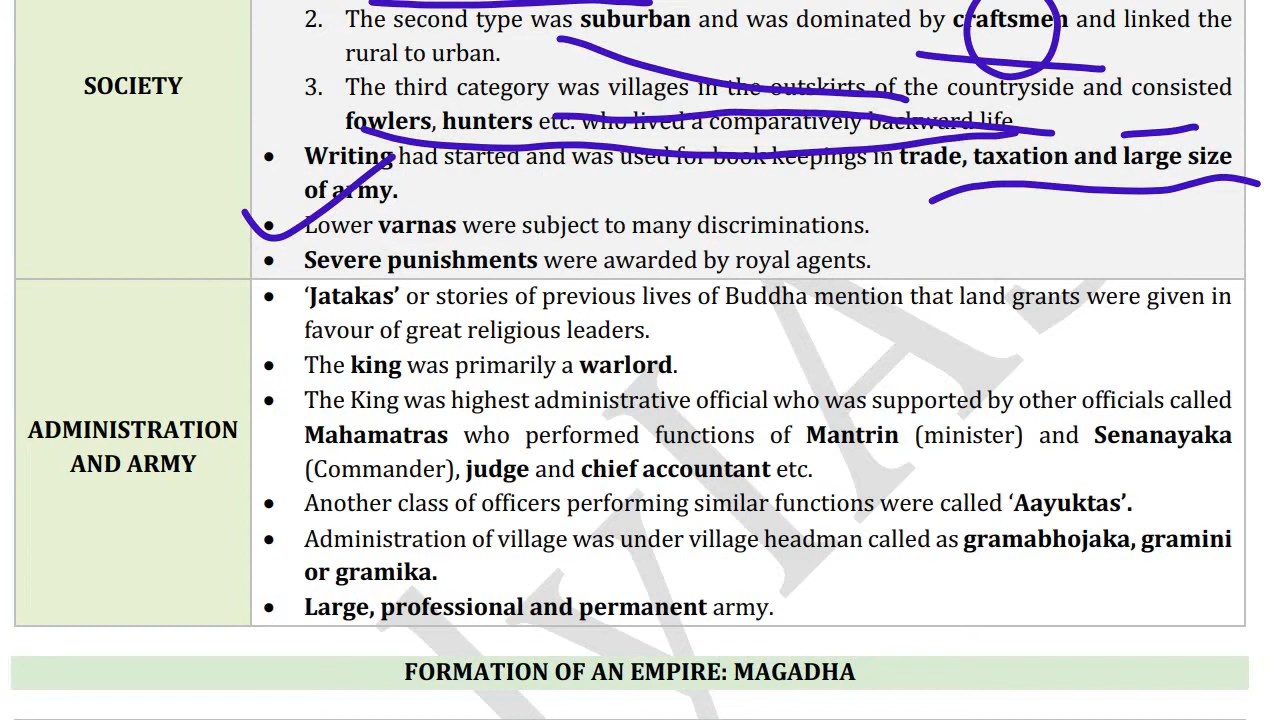 2. The second type was suburban and was dominated by craftsmen and linked the
rural to urban.
SOCIETY
3. The third category was villages in the outskirts of the countryside and consisted
fowlers, hunters etc. who lived a comparatively backward life.
• Writing had started and was used for book keepings in trade, taxation and large size
of army.
• Lower varnas were subject to many discriminations.
• Severe punishments were awarded by royal agents.
• ‘Jatakas’ or stories of previous lives of Buddha mention that land grants were given in
favour of great religious leaders.
• The king was primarily a warlord.
• The King was highest administrative official who was supported by other officials called
ADMINISTRATION
AND ARMY
Mahamatras who performed functions of Mantrin (minister) and Senanayaka
(Commander), judge and chief accountant etc.
• Another class of officers performing similar functions were called ‘Aayuktas’.
• Administration of village was under village headman called as gramabhojaka, gramini
or gramika.
• Large, professional and permanent army.
FORMATION OF AN EMPIRE: MAGADHA